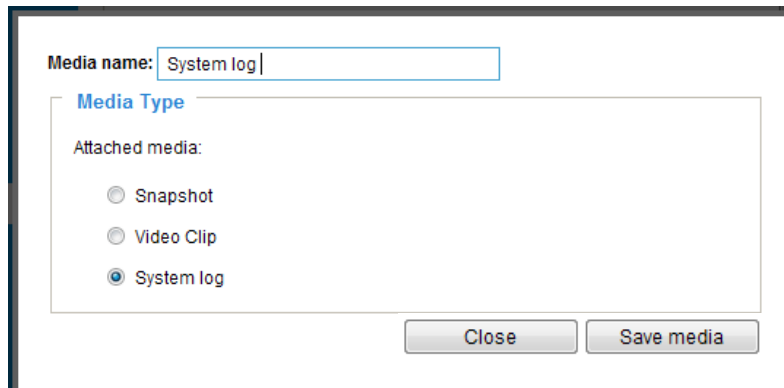 Media name: System log
Media Type
Attached media:
Snapshot
Video Clip
System log
Close Save media